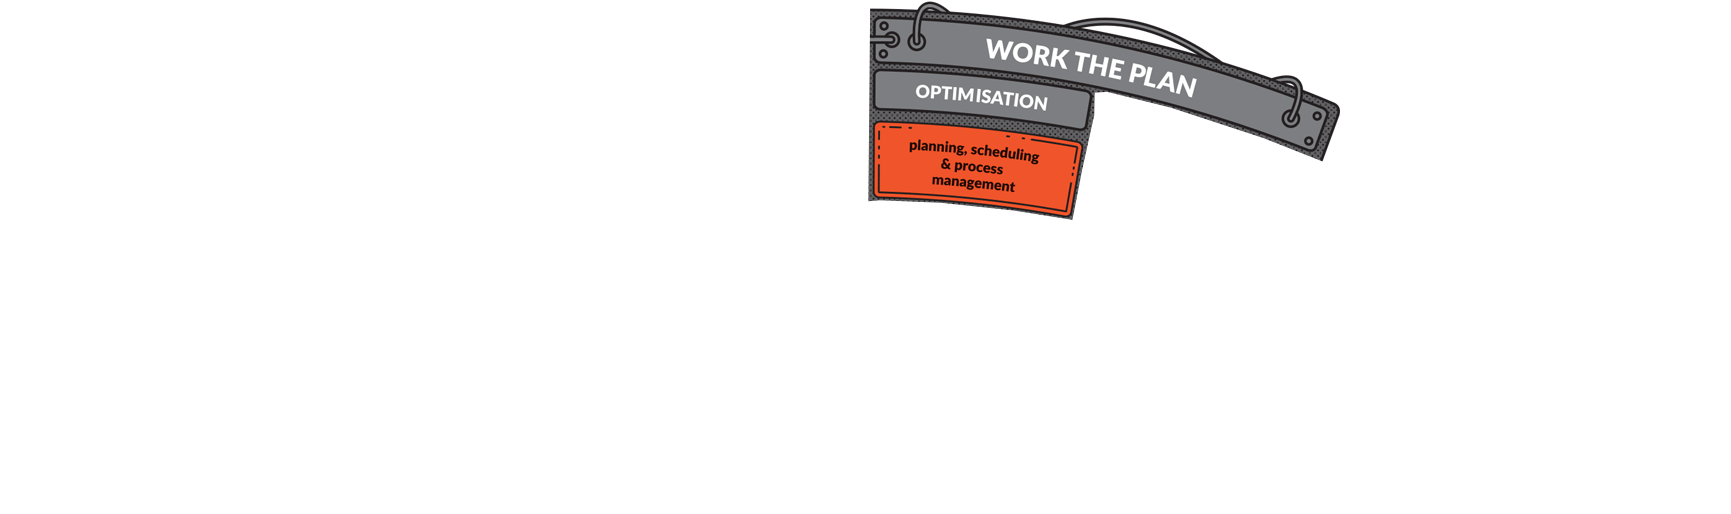 WORK THE PLAN
OPTIMISATION
planning, scheduling
& process
management